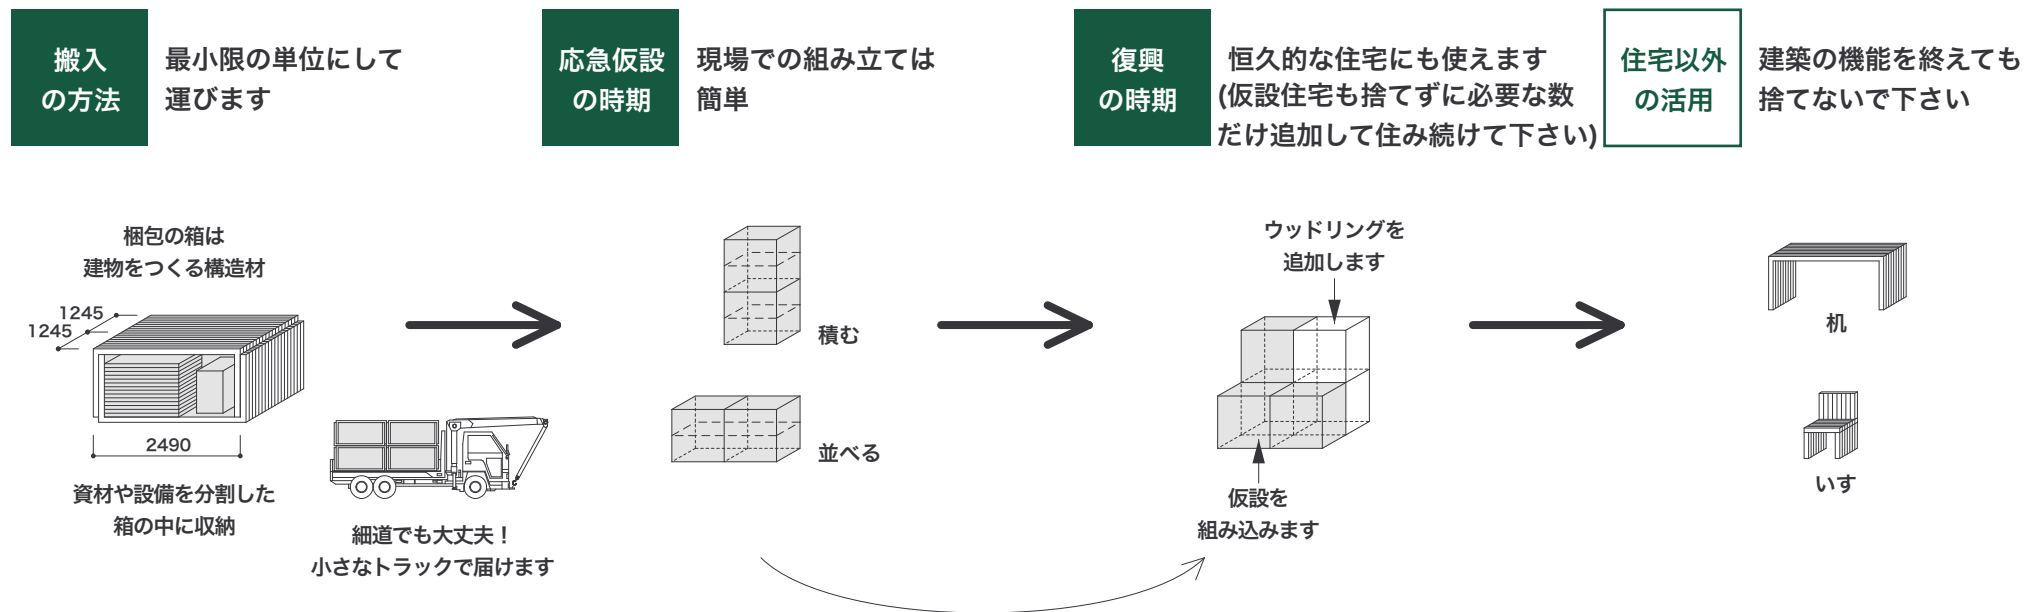 搬入
の方法
最小限の単位にして
運びます
応急仮設
の時期
現場での組み立ては
簡単
復興
の時期
恒久的な住宅にも使えます
(仮設住宅も捨てずに必要な数
だけ追加して住み続けて下さい)
住宅以外
の活用
建築の機能を終えても
捨てないで下さい
梱包の箱は
建物をつくる構造材
1245
1245
2490
資材や設備を分割した
箱の中に収納
細道でも大丈夫！
小さなトラックで届けます
積む
並べる
ウッドリングを
追加します
仮設を
組み込みます
机
いす